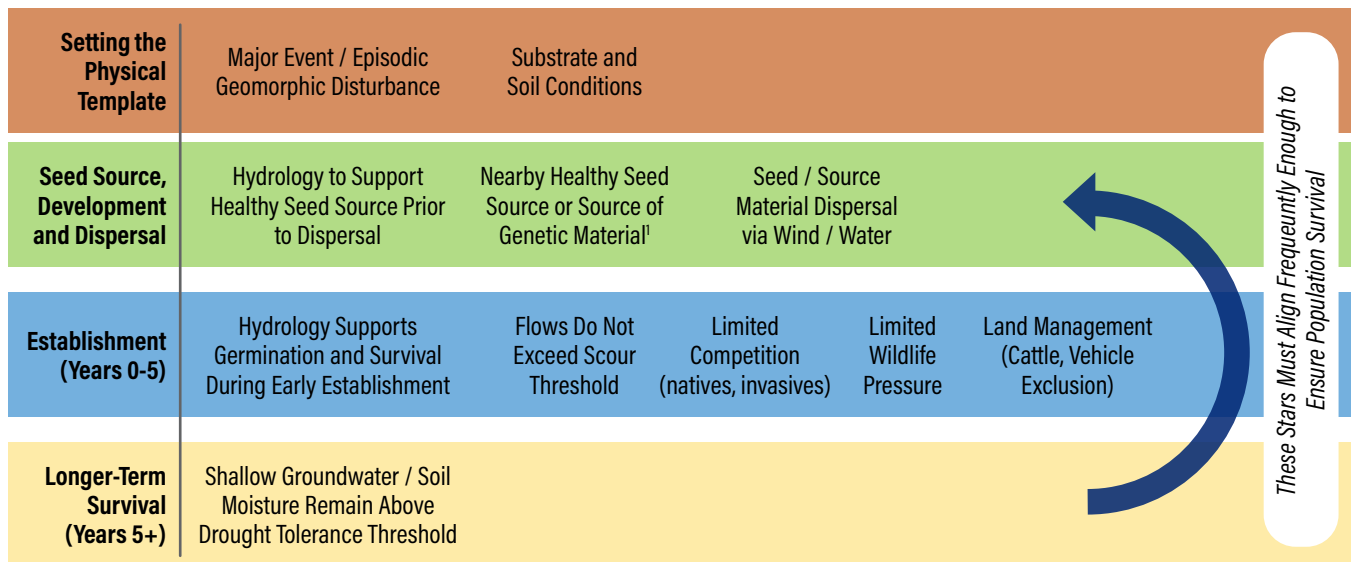 Setting the
Physical
Template
Major Event / Episodic
Geomorphic Disturbance
Substrate and
Soil Conditions
Seed Source,
Development
and Dispersal
Hydrology to Support
Healthy Seed Source Prior
to Dispersal
Nearby Healthy Seed
Source or Source of
Genetic Material¹
Seed / Source
Material Dispersal
via Wind / Water
Establishment
(Years 0-5)
Hydrology Supports
Germination and Survival
During Early Establishment
Flows Do Not
Exceed Scour
Threshold
Limited
Competition
(natives, invasives)
Limited
Wildlife
Pressure
Land Management
(Cattle, Vehicle
Exclusion)
Longer-Term
Survival
(Years 5+)
Shallow Groundwater / Soil
Moisture Remain Above
Drought Tolerance Threshold
These Stars Must Align Frequeuntly Enough to
Ensure Population Survival